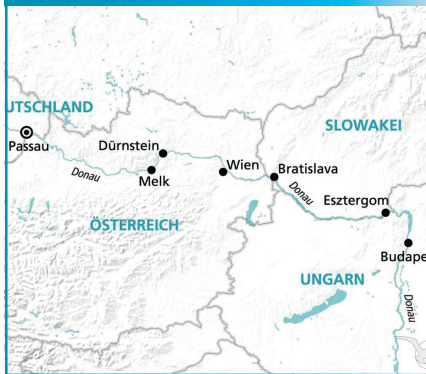 UTSCHLAND
SLOWAKEI
Passau
Dürnstein
Donau
Melk
Wien
Bratislava
Donau
Esztergom
ÖSTERREICH
Budape
UNGARN
Donau